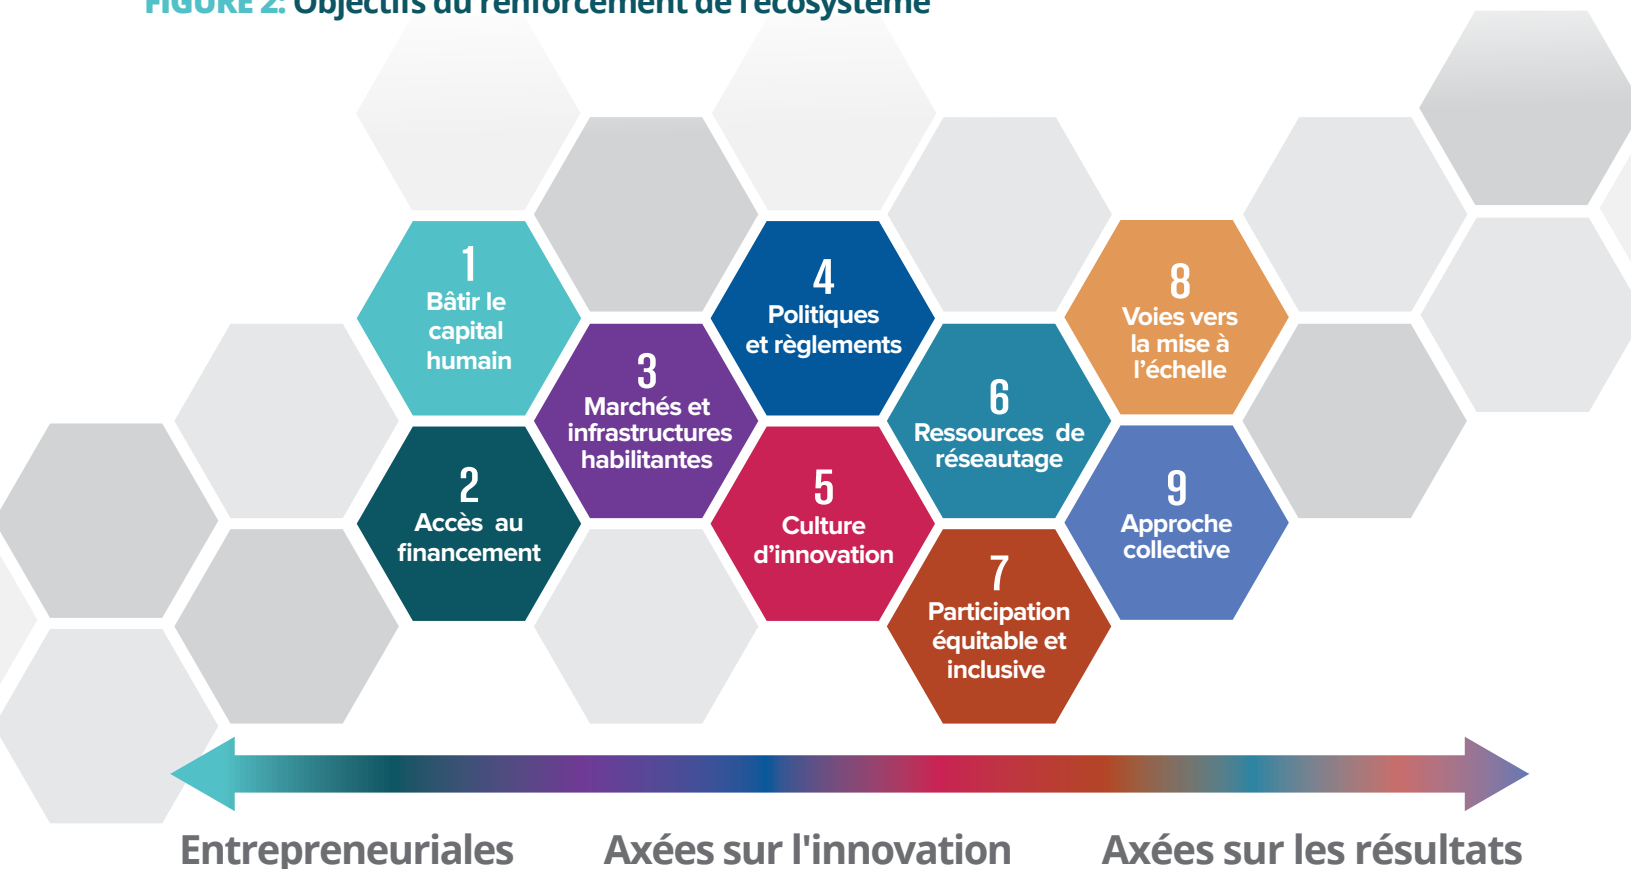 FIGURE 2: Objectifs du renforcement de l'écosystème
1
Bâtir le
capital
humain
2
Accès au
financement
3
Marchés et
infrastructures
habilitantes
4
Politiques
et règlements
5
Culture
d’innovation
6
Ressources de
réseautage
7
Participation
équitable et
inclusive
8
Voies vers
la mise à
l’échelle
9
Approche
collective
Entrepreneuriales
Axées sur l'innovation
Axées sur les résultats